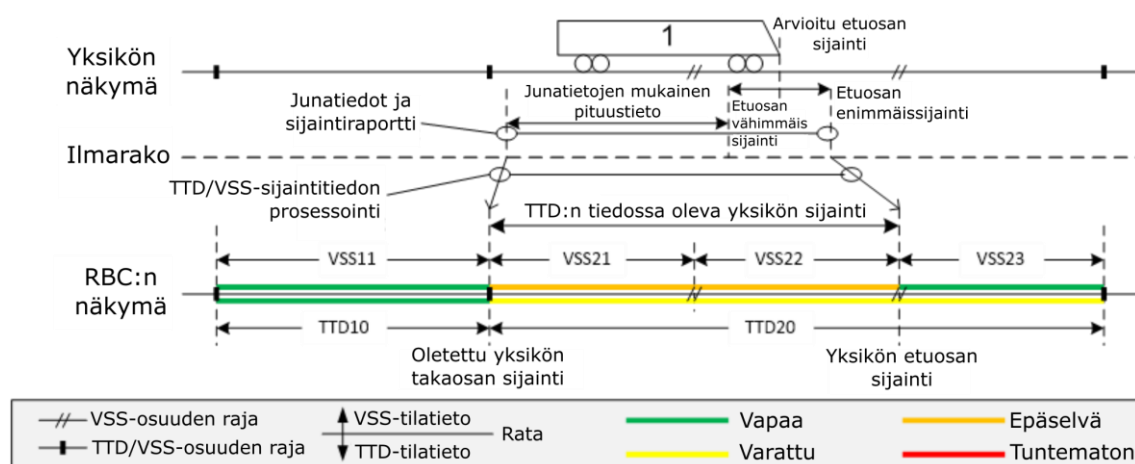 Yksikön
näkymä
1
Arvioitu etuosan
sijainti
Junatiedot ja
sijaintiraportti
Junatietojen mukainen
pituustieto
Etuosan
vähimmäis
sijainti
Etuosan
enimmäissijainti
Ilmarako
TTD/VSS-sijaintitiedon
prosessointi
TTD:n tiedossa oleva yksikön sijainti
RBC:n
näkymä
VSS11
VSS21
VSS22
VSS23
TTD10
TTD20
Oletettu yksikön
takaosan sijainti
Yksikön etuosan
sijainti
VSS-osuuden raja
TTD/VSS-osuuden raja
VSS-tilatieto
TTD-tilatieto
Rata
Vapaa
Varattu
Epäselvä
Tuntematon